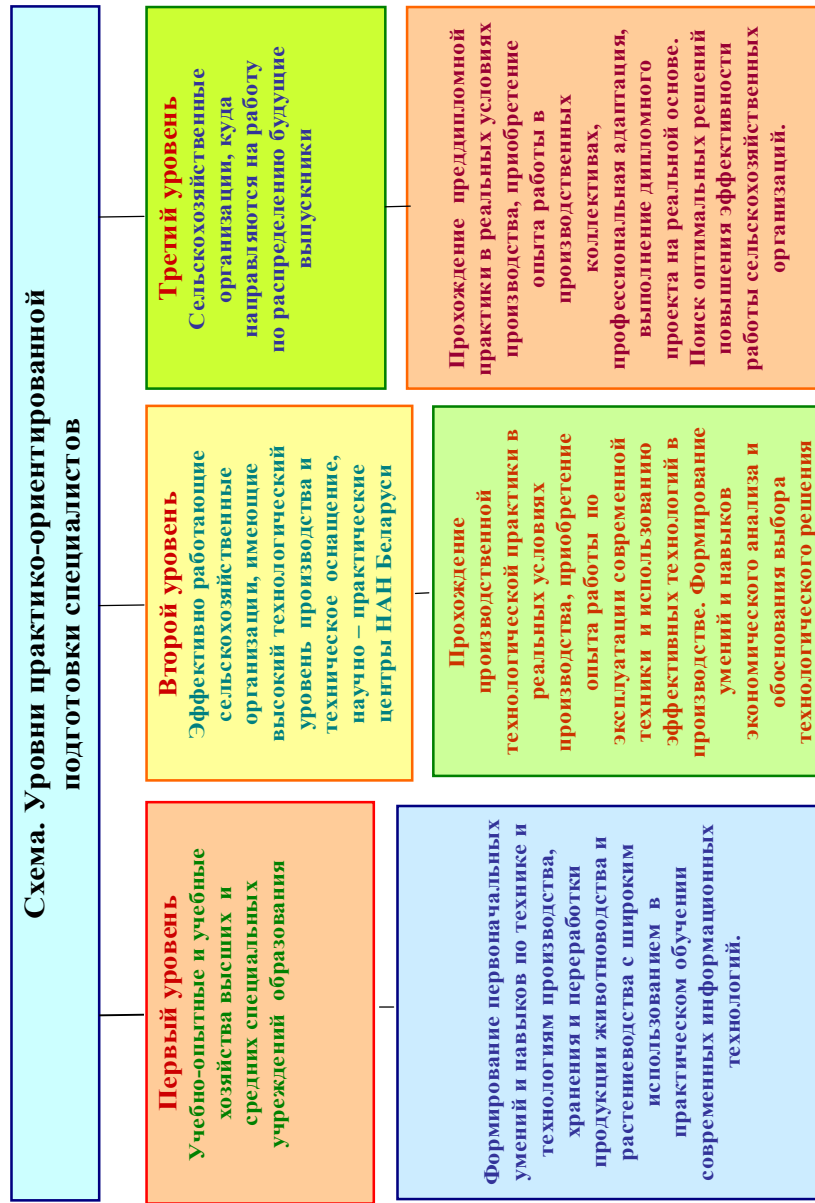 Схема. Уровни практико-ориентированной
подготовки специалистов
Первый уровень
Учебно-опытные и учебные
хозяйства высших и
средних специальных
учреждений образования
Формирование первоначальных
умений и навыков по технике и
технологиям производства,
хранения и переработки
продукции животноводства и
растениеводства с широким
использованием в
практическом обучении
современных информационных
технологий.
Второй уровень
Эффективно работающие
сельскохозяйственные
организации, имеющие
высокий технологический
уровень производства и
техническое оснащение,
научно – практические
центры НАН Беларуси
Прохождение
производственной
технологической практики в
реальных условиях
производства, приобретение
опыта работы по
эксплуатации современной
техники и использованию
эффективных технологий в
производстве. Формирование
умений и навыков
экономического анализа и
обоснования выбора
технологического решения
Третий уровень
Сельскохозяйственные
организации, куда
направляются на работу
по распределению будущие
выпускники
Прохождение преддипломной
практики в реальных условиях
производства, приобретение
опыта работы в
производственных
коллективах,
профессиональная адаптация,
выполнение дипломного
проекта на реальной основе.
Поиск оптимальных решений
повышения эффективности
работы сельскохозяйственных
организаций.